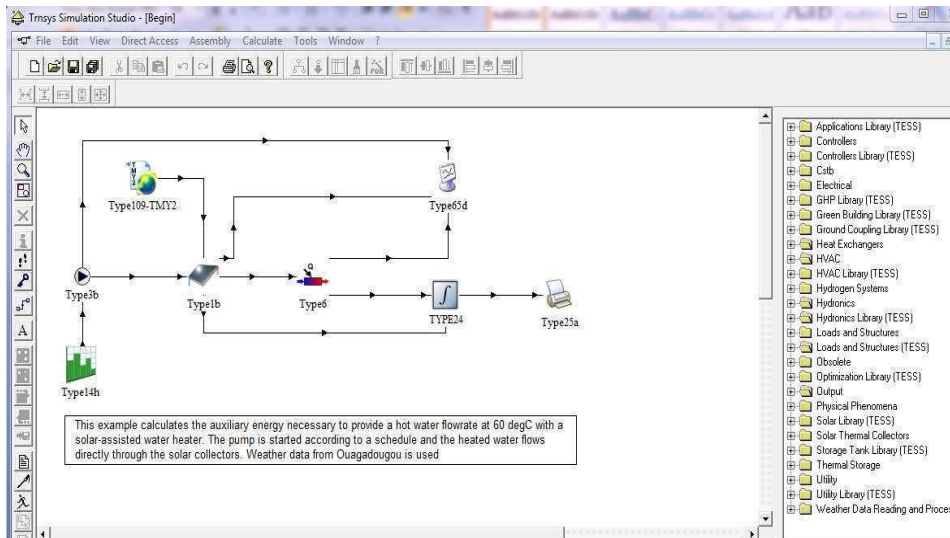 Trnsys Simulation Studio - [Begin]
File Edit View Direct Access Assembly Calculate Tools Window ?
Type109-TMY2
Type65d
Type3b
Type1b
Type6
TYPE24
Type25a
Type14h
This example calculates the auxiliary energy necessary to provide a hot water flowrate at 60 degC with a
solar-assisted water heater. The pump is started according to a schedule and the heated water flows
directly through the solar collectors. Weather data from Ouagadougou is used
Applications Library (TESS)
Controllers
Controllers Library (TESS)
Cstb
Electrical
GHP Library (TESS)
Green Building Library (TESS)
Ground Coupling Library (TESS)
Heat Exchangers
HVAC
HVAC Library (TESS)
Hydrogen Systems
Hydronics
Hydronics Library (TESS)
Loads and Structures
Loads and Structures (TESS)
Obsolete
Optimization Library (TESS)
Output
Physical Phenomena
Solar Library (TESS)
Solar Thermal Collectors
Storage Tank Library (TESS)
Thermal Storage
Utility
Utility Library (TESS)
Weather Data Reading and Proce